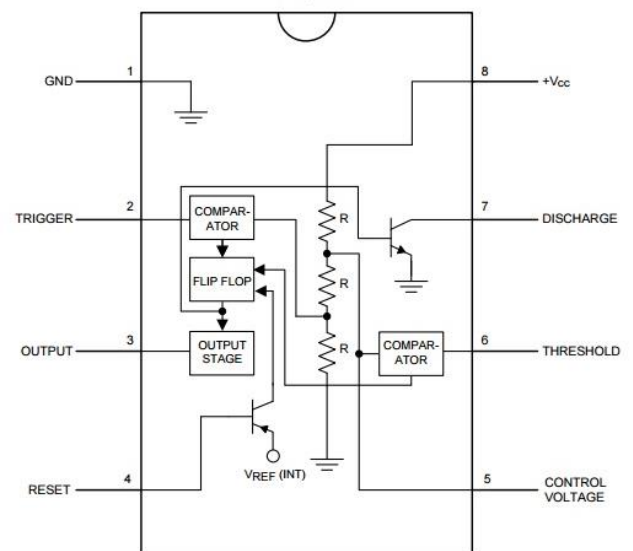 1
GND
8
+Vcc
2
TRIGGER
COMPAR-
ATOR
R
7
DISCHARGE
FLIP FLOP
R
3
OUTPUT
OUTPUT
STAGE
R
COMPAR-
ATOR
6
THRESHOLD
4
RESET
VREF (INT)
5
CONTROL
VOLTAGE